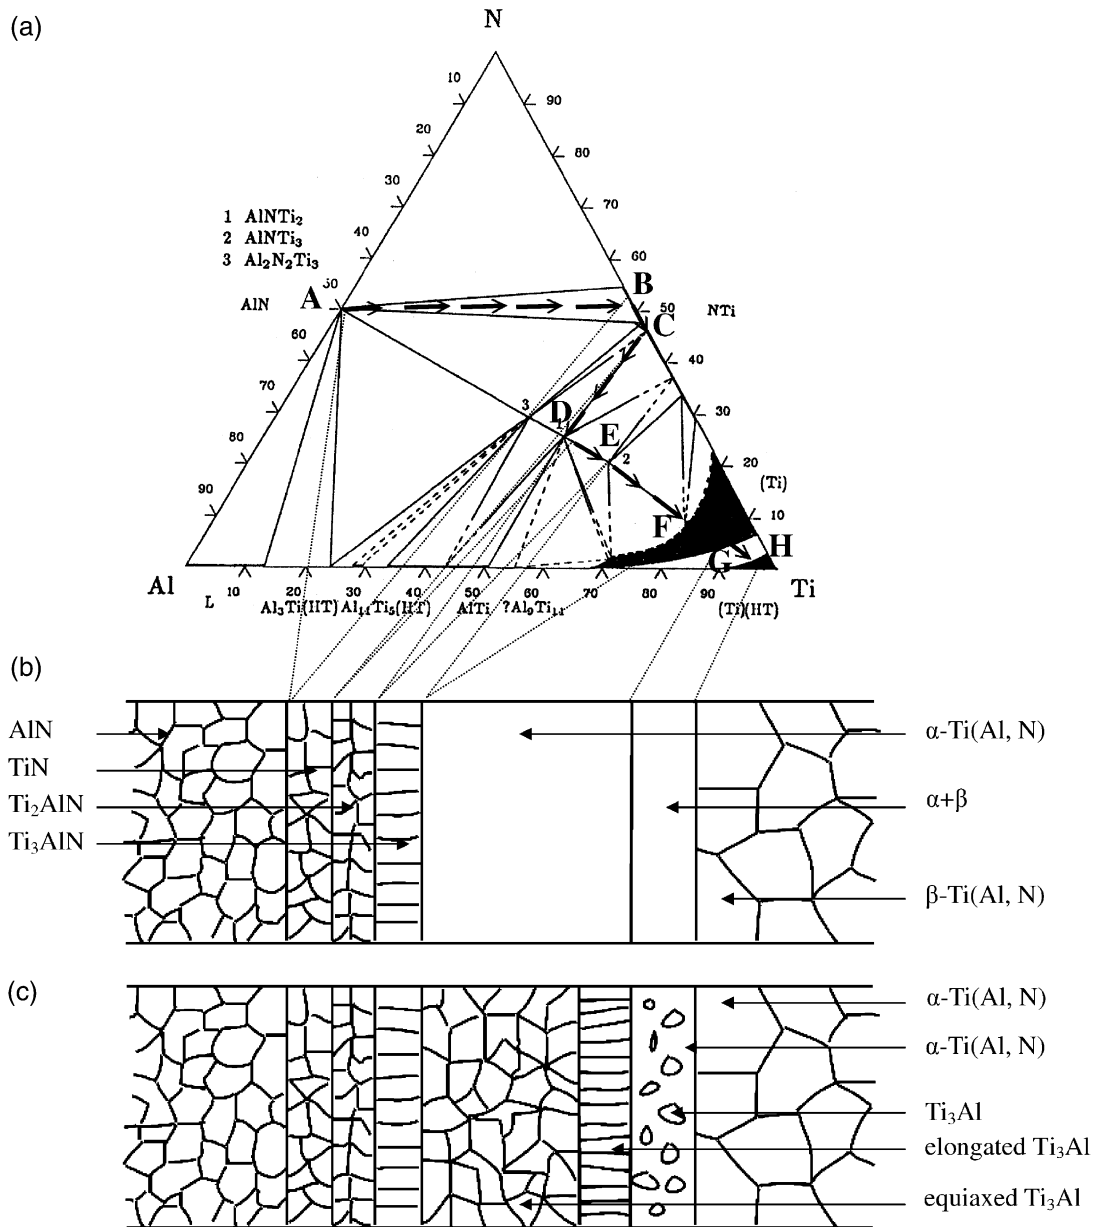 (a)
N
10
90
20
80
30
70
1 AlNTi₂
2 AlNTi₃
3 Al₂N₂Ti₃
40
60
50
AlN
A
B
50
NTi
C
60
40
70
3
D
1
30
E
2
80
20
(Ti)
90
10
F
G
H
Al
Ti
L
10
20
30
40
50
60
70
80
90
Al₃Ti(HT)
Al₁₁Ti₅(HT)
AlTi
?Al₉Ti₁₁
(Ti)(HT)
(b)
AlN
TiN
Ti₂AlN
Ti₃AlN
α-Ti(Al, N)
α+β
β-Ti(Al, N)
(c)
α-Ti(Al, N)
α-Ti(Al, N)
Ti₃Al
elongated Ti₃Al
equiaxed Ti₃Al